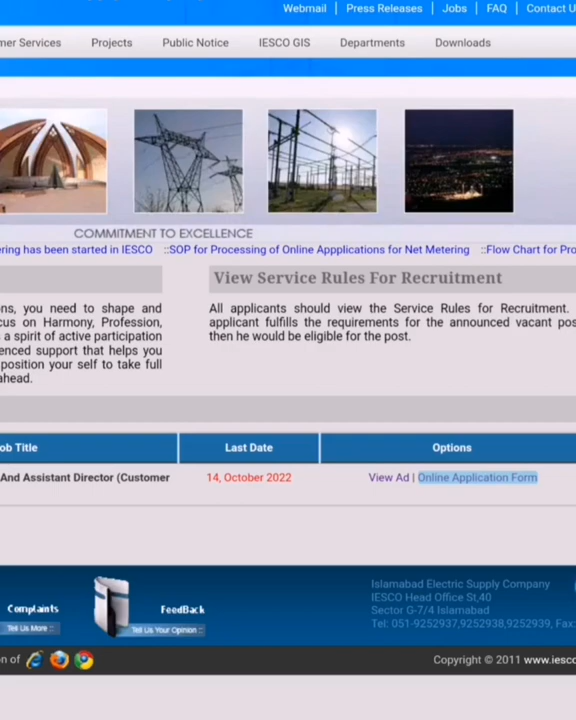 Webmail | Press Releases | Jobs | FAQ | Contact U
mer Services Projects Public Notice IESCO GIS Departments Downloads
COMMITMENT TO EXCELLENCE
ering has been started in IESCO ::SOP for Processing of Online Appplications for Net Metering ::Flow Chart for Pro
View Service Rules For Recruitment
ns, you need to shape and
cus on Harmony, Profession,
a spirit of active participation
enced support that helps you
position your self to take full
ahead.
All applicants should view the Service Rules for Recruitment.
applicant fulfills the requirements for the announced vacant pos
then he would be eligible for the post.
ob Title Last Date Options
And Assistant Director (Customer 14, October 2022 View Ad | Online Application Form
Complaints
Tell Us More ::
FeedBack
Tell Us Your Opinion ::
Islamabad Electric Supply Company
IESCO Head Office St,40
Sector G-7/4 Islamabad
Tel: 051-9252937,9252938,9252939, Fax:
n of
Copyright © 2011 www.iesco